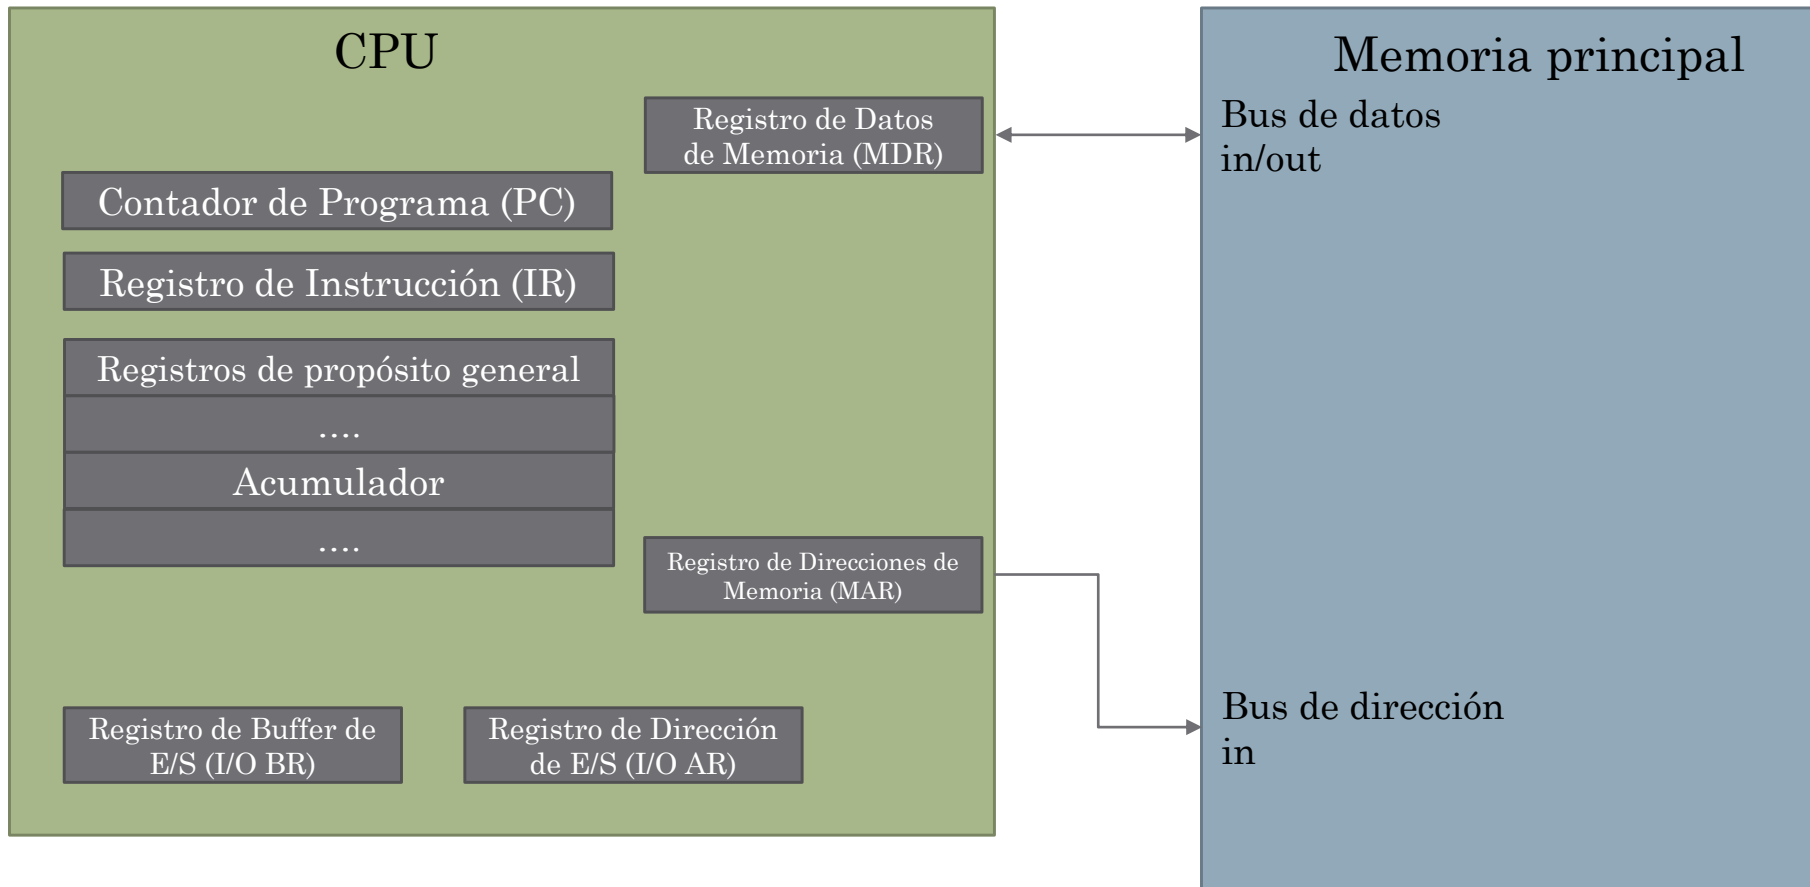 CPU
Registro de Datos
de Memoria (MDR)
Contador de Programa (PC)
Registro de Instrucción (IR)
Registros de propósito general
....
Acumulador
....
Registro de Direcciones de
Memoria (MAR)
Registro de Buffer de
E/S (I/O BR)
Registro de Dirección
de E/S (I/O AR)
Memoria principal
Bus de datos
in/out
Bus de dirección
in